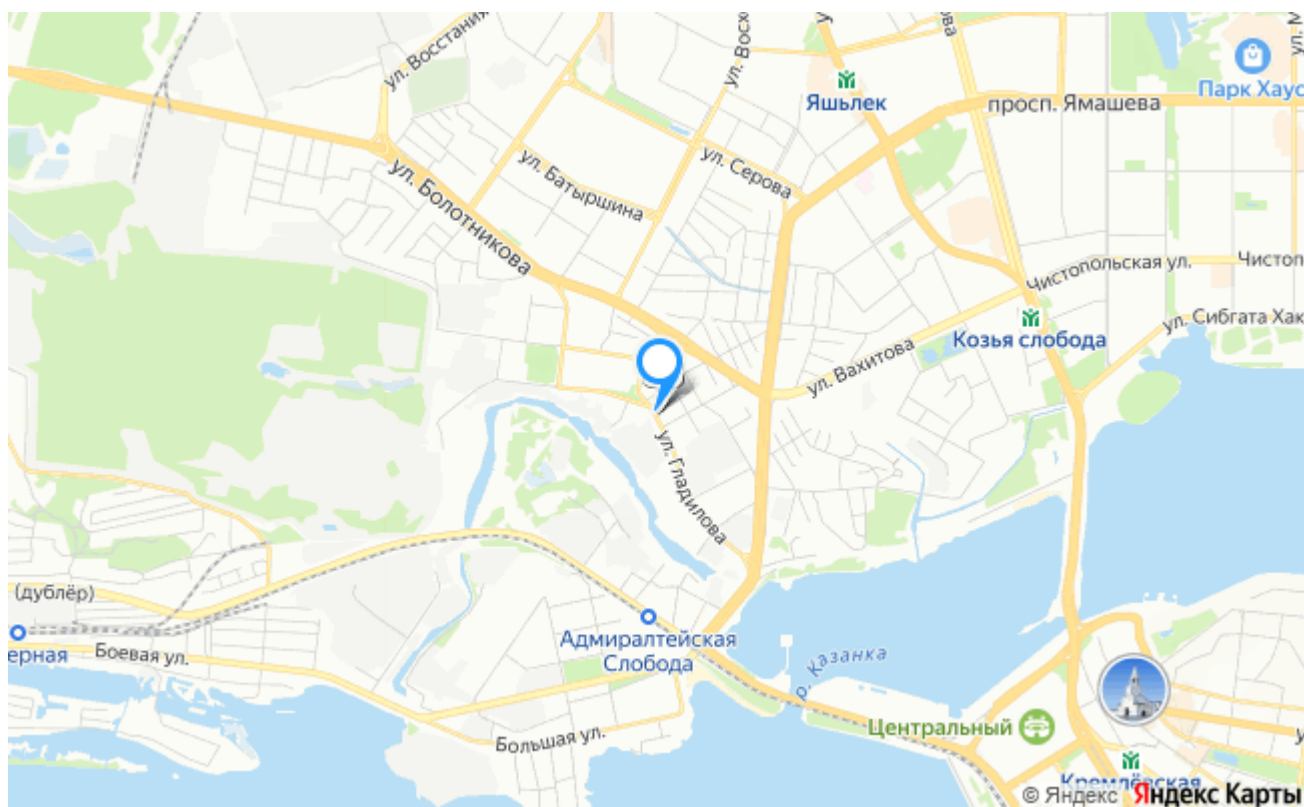 ул. Восстания
ул. Восх
Яшьлек
просп. Ямашева
Парк Хаус
ул. Серова
ул. Батыршина
ул. Болотникова
Чистопольская ул.
Чистоп
ул. Сибгата Хак
Козья слобода
ул. Вахитова
ул. Гладилова
(дублёр)
ерная
Боевая ул.
Адмиралтейская
Слобода
р. Казанка
Большая ул.
Центральный
Кремлёвская
© Яндекс Яндекс Карты